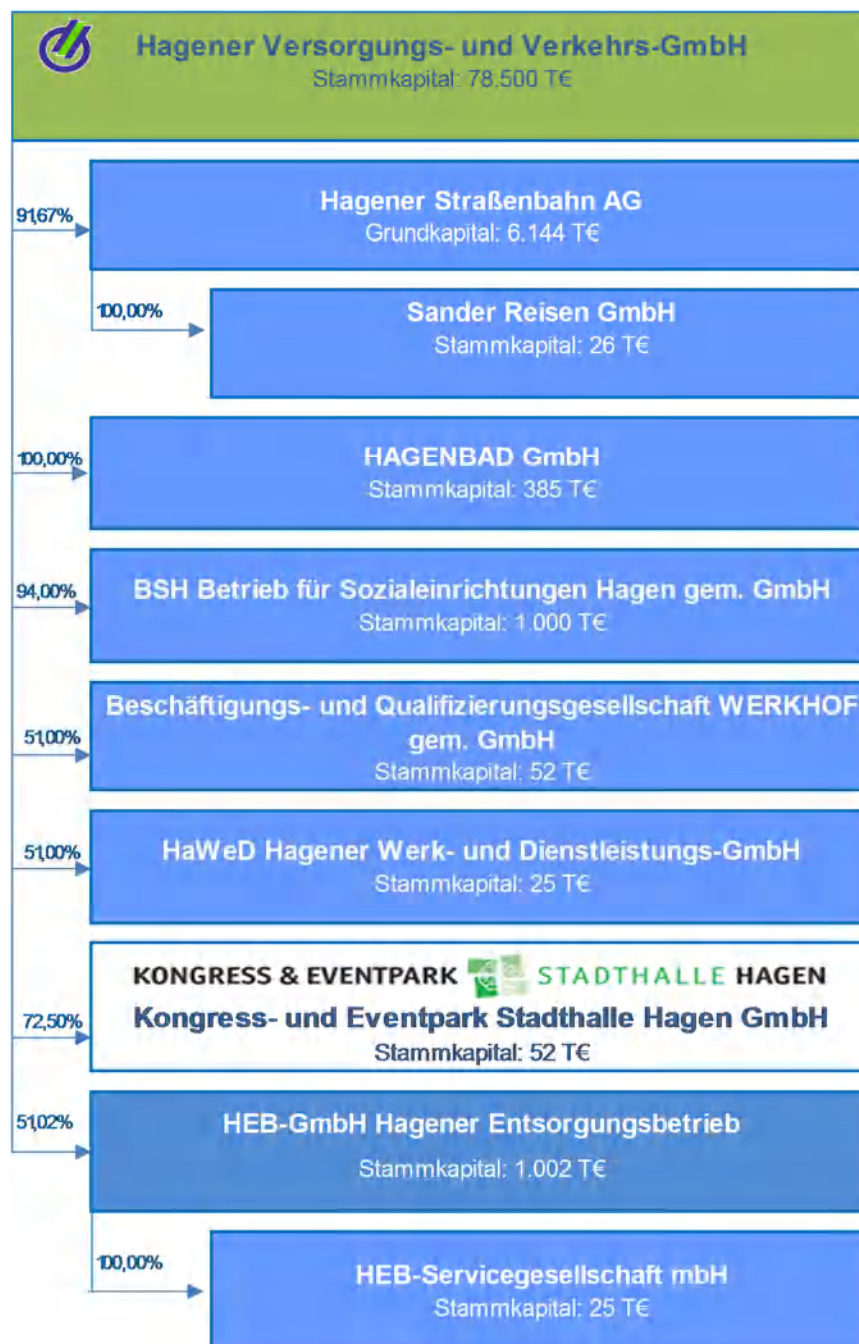 Hagener Versorgungs- und Verkehrs-GmbH
Stammkapital: 78.500 T€
91,67%
Hagener Straßenbahn AG
Grundkapital: 6.144 T€
100,00%
Sander Reisen GmbH
Stammkapital: 26 T€
100,00%
HAGENBAD GmbH
Stammkapital: 385 T€
94,00%
BSH Betrieb für Sozialeinrichtungen Hagen gem. GmbH
Stammkapital: 1.000 T€
51,00%
Beschäftigungs- und Qualifizierungsgesellschaft WERKHOF
gem. GmbH
Stammkapital: 52 T€
51,00%
HaWeD Hagener Werk- und Dienstleistungs-GmbH
Stammkapital: 25 T€
72,50%
KONGRESS & EVENTPARK STADTHALLE HAGEN
Kongress- und Eventpark Stadthalle Hagen GmbH
Stammkapital: 52 T€
51,02%
HEB-GmbH Hagener Entsorgungsbetrieb
Stammkapital: 1.002 T€
100,00%
HEB-Servicegesellschaft mbH
Stammkapital: 25 T€